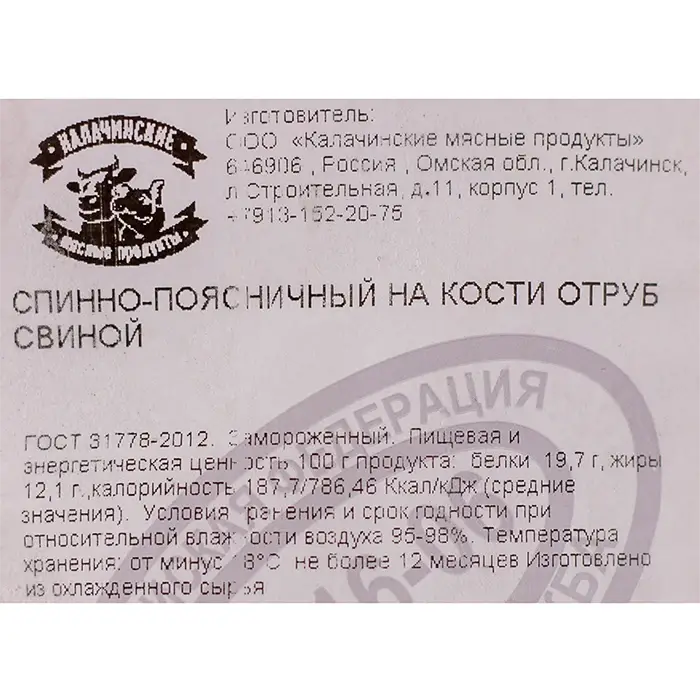 КАЛАЧИНСКИЕ
мясные продукты
Изготовитель:
ООО «Калачинские мясные продукты»
646906 , Россия , Омская обл., г.Калачинск,
Строительная, д.11, корпус 1, тел.
+7913-152-20-75
СПИННО-ПОЯСНИЧНЫЙ НА КОСТИ ОТРУБ
СВИНОЙ
ФЕДЕРАЦИЯ
ГОСТ 31778-2012. Замороженный. Пищевая и
энергетическая ценность 100 г продукта: белки 19,7 г, жиры
12,1 г.,калорийность 187,7/786,46 Ккал/кДж (средние
значения). Условия хранения и срок годности при
относительной влажности воздуха 95-98%. Температура
хранения: от минус 8°С не более 12 месяцев Изготовлено
из охлажденного сырья